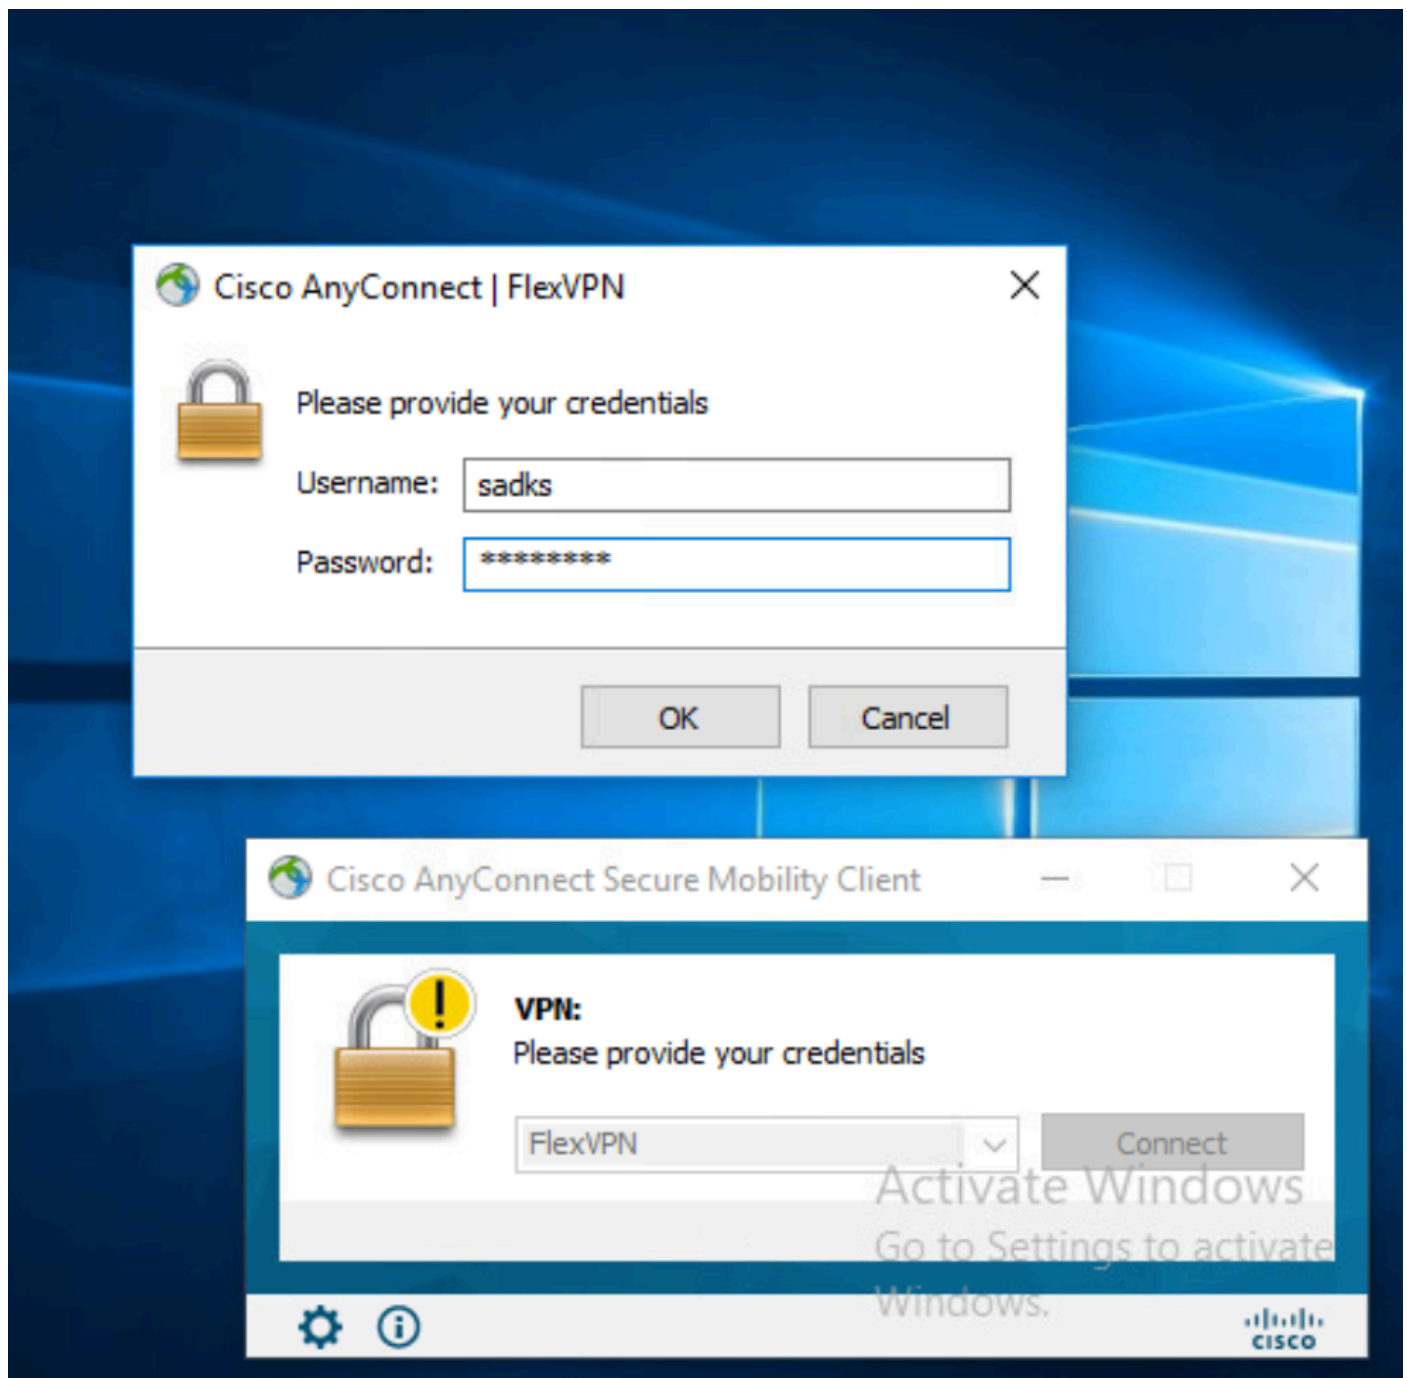 Cisco AnyConnect | FlexVPN
Please provide your credentials
Username: sadks
Password: ********
OK Cancel
Cisco AnyConnect Secure Mobility Client
VPN:
Please provide your credentials
FlexVPN Connect
Activate Windows
Go to Settings to activate
Windows.
CISCO